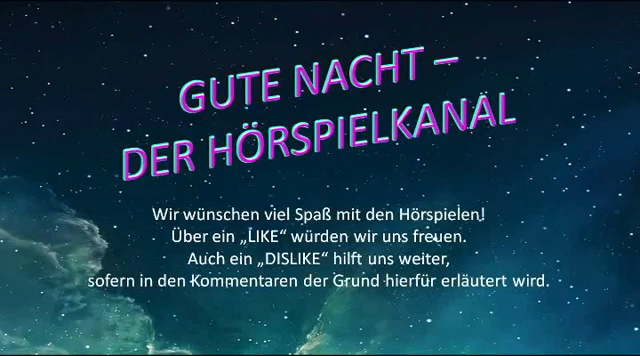 GUTE NACHT –
DER HÖRSPIELKANAL
Wir wünschen viel Spaß mit den Hörspielen!
Über ein „LIKE“ würden wir uns freuen.
Auch ein „DISLIKE“ hilft uns weiter,
sofern in den Kommentaren der Grund hierfür erläutert wird.